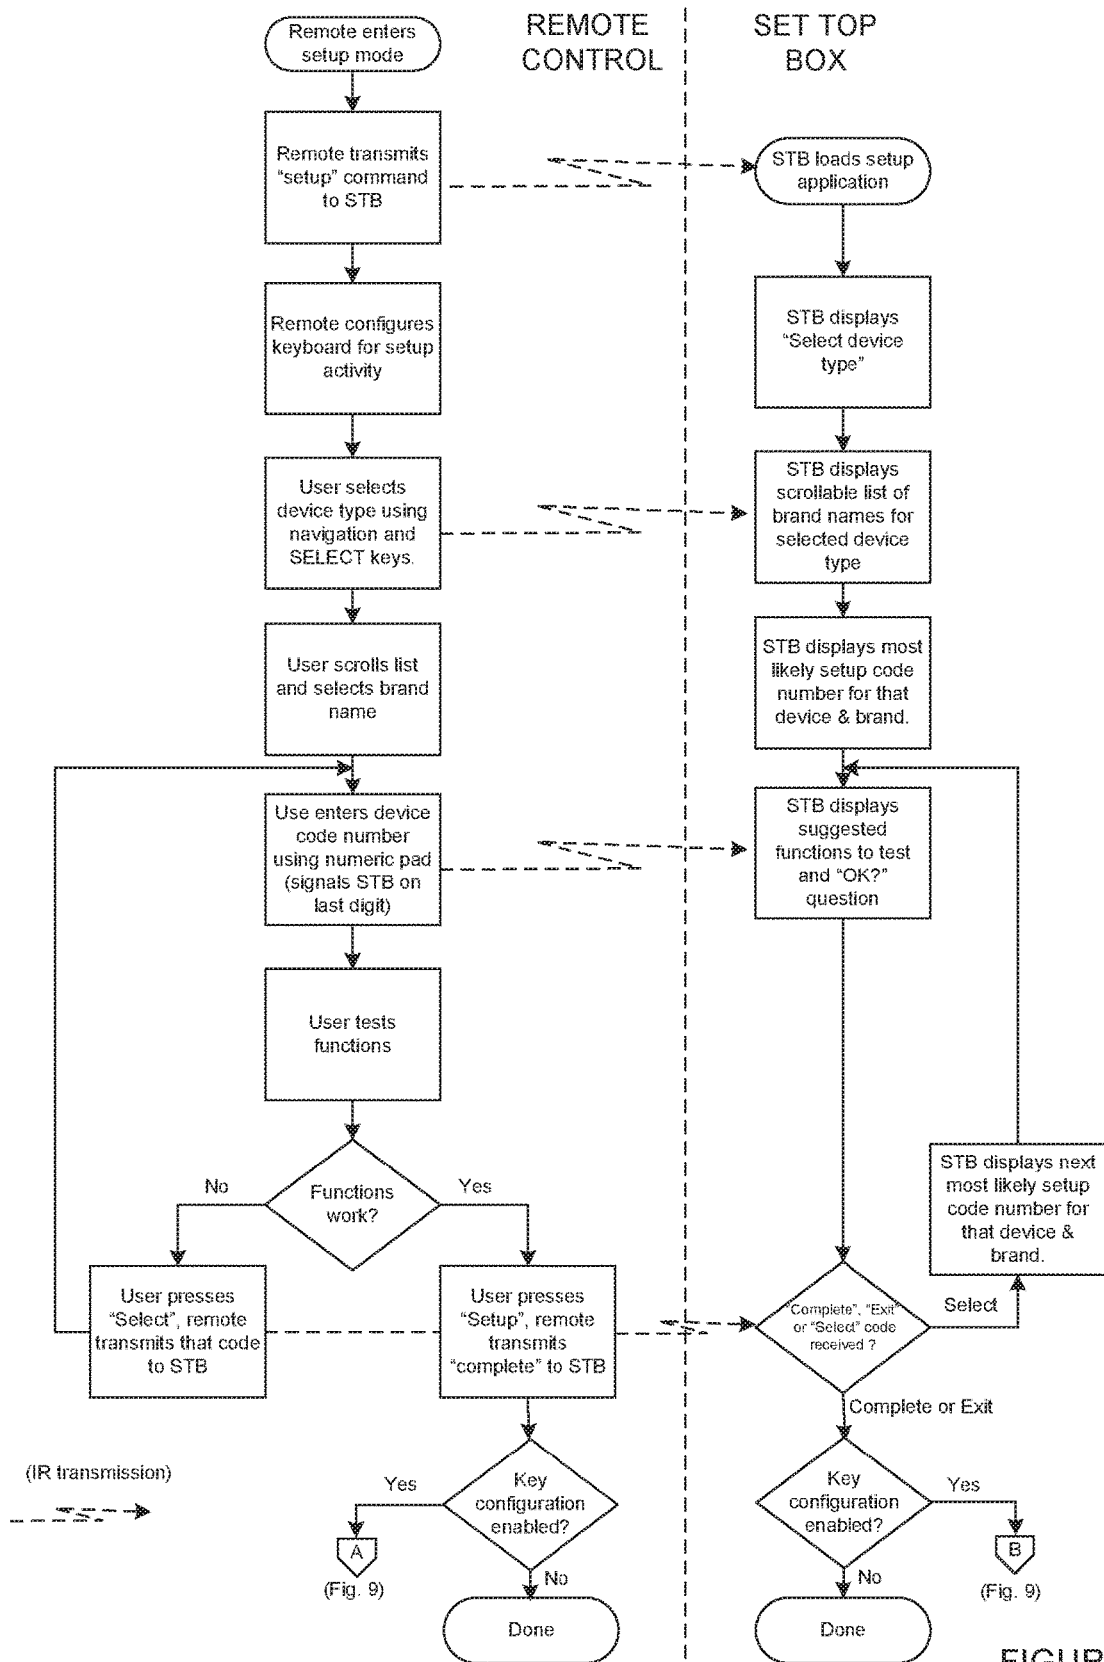 REMOTE
CONTROL
SET TOP
BOX
Remote enters
setup mode
Remote transmits
“setup” command
to STB
STB loads setup
application
Remote configures
keyboard for setup
activity
STB displays
“Select device
type”
User selects
device type using
navigation and
SELECT keys.
STB displays
scrollable list of
brand names for
selected device
type
User scrolls list
and selects brand
name
STB displays most
likely setup code
number for that
device & brand.
Use enters device
code number
using numeric pad
(signals STB on
last digit)
STB displays
suggested
functions to test
and “OK?”
question
User tests
functions
Functions
work?
No
Yes
STB displays next
most likely setup
code number for
that device &
brand.
User presses
“Select”, remote
transmits that code
to STB
User presses
“Setup”, remote
transmits
“complete” to STB
“Complete”, “Exit”
or “Select” code
received ?
Select
Complete or Exit
(IR transmission)
Key
configuration
enabled?
Yes
A
(Fig. 9)
No
Done
Key
configuration
enabled?
Yes
B
(Fig. 9)
No
Done